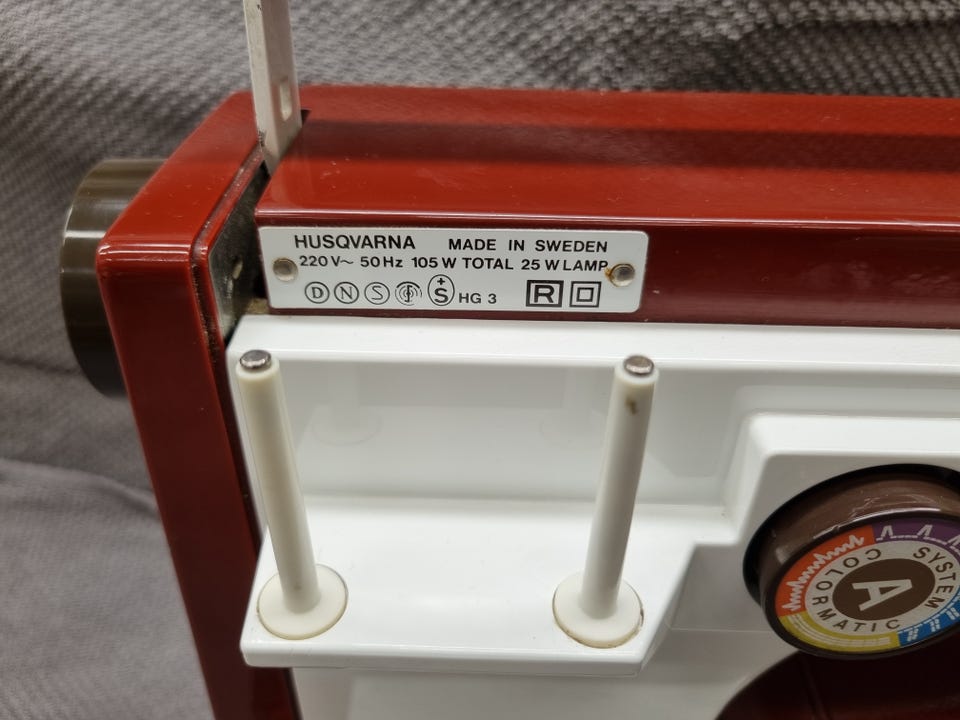 HUSQVARNA MADE IN SWEDEN
220 V~ 50 Hz 105 W TOTAL 25 W LAMP
D N S + S HG 3 R
A
SYSTEM COLORMATIC